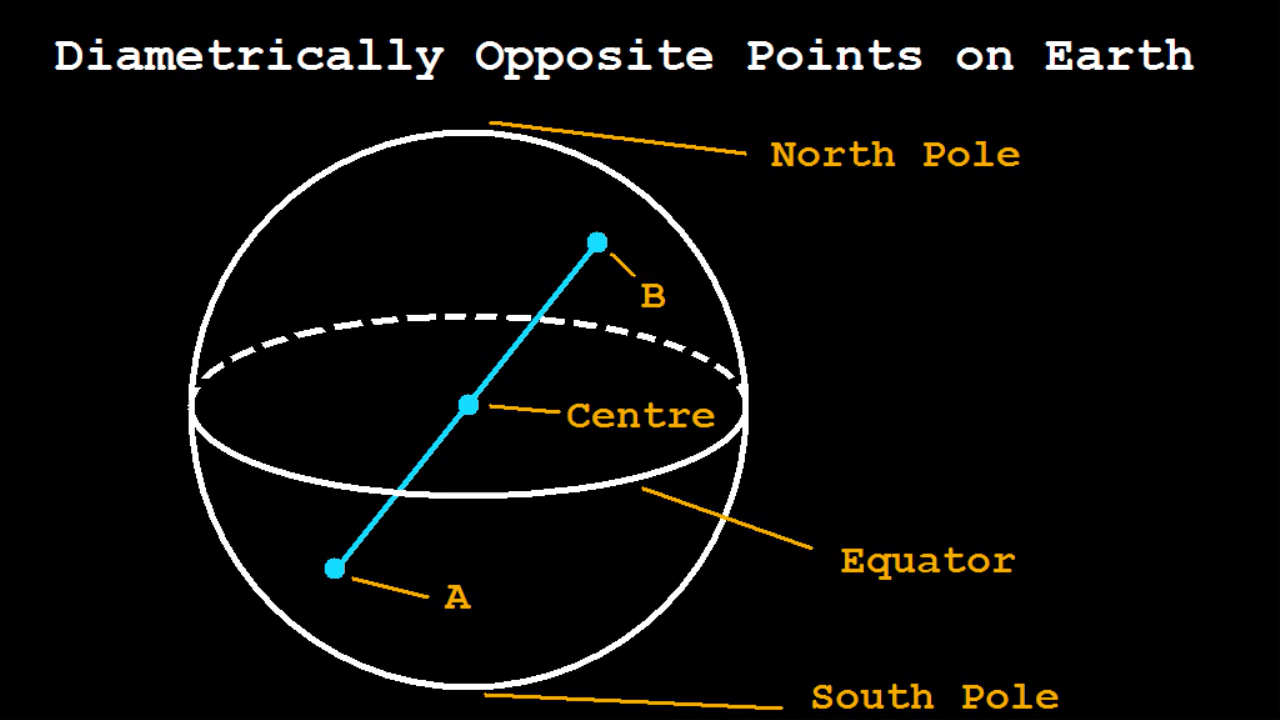 Diametrically Opposite Points on Earth
North Pole
B
Centre
Equator
A
South Pole